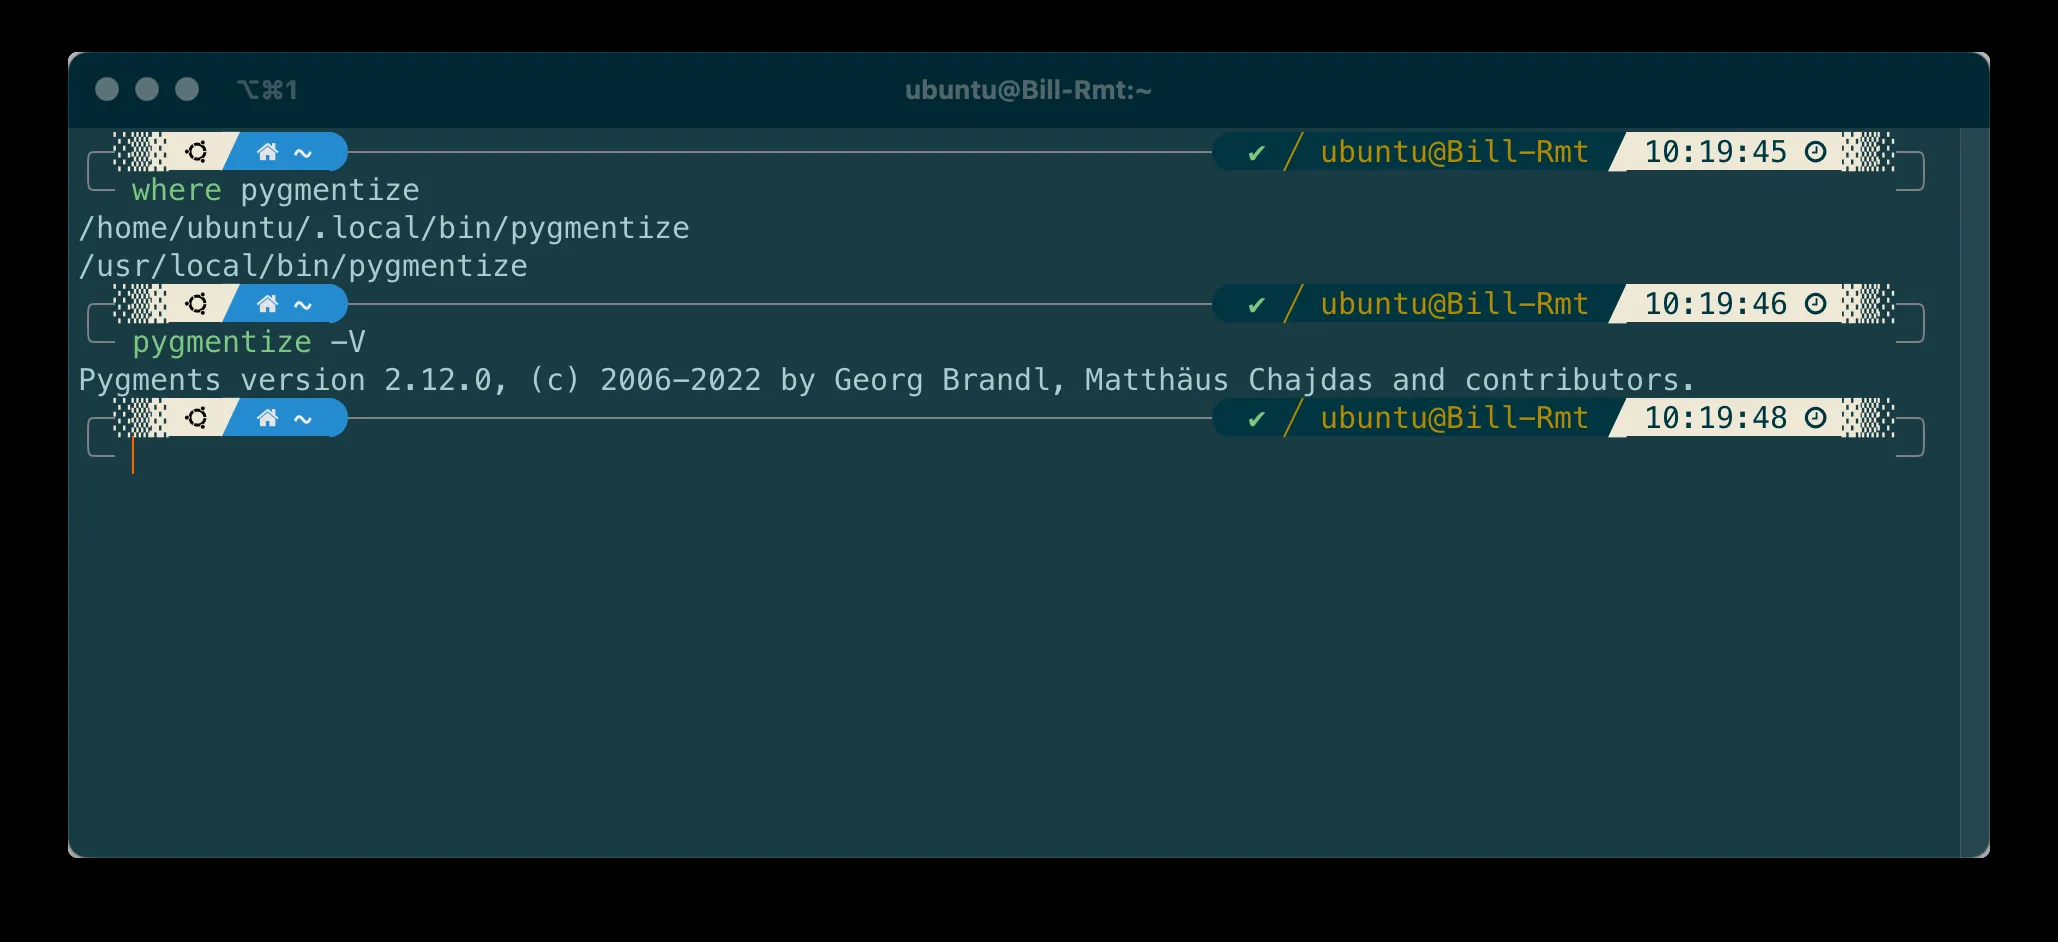 ⌥⌘1
ubuntu@Bill-Rmt:~
~ ✔ ubuntu@Bill-Rmt 10:19:45
where pygmentize
/home/ubuntu/.local/bin/pygmentize
/usr/local/bin/pygmentize
~ ✔ ubuntu@Bill-Rmt 10:19:46
pygmentize -V
Pygments version 2.12.0, (c) 2006-2022 by Georg Brandl, Matthäus Chajdas and contributors.
~ ✔ ubuntu@Bill-Rmt 10:19:48